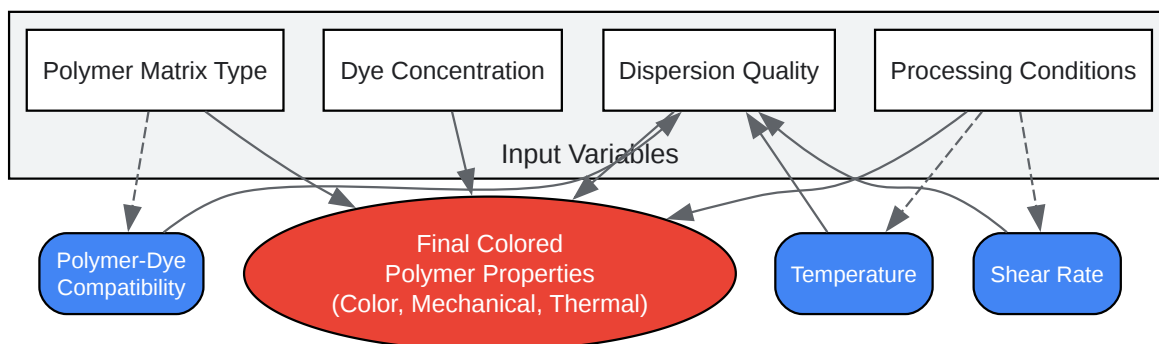 Polymer Matrix Type
Dye Concentration
Dispersion Quality
Processing Conditions
Input Variables
Polymer-Dye
Compatibility
Final Colored
Polymer Properties
(Color, Mechanical, Thermal)
Temperature
Shear Rate